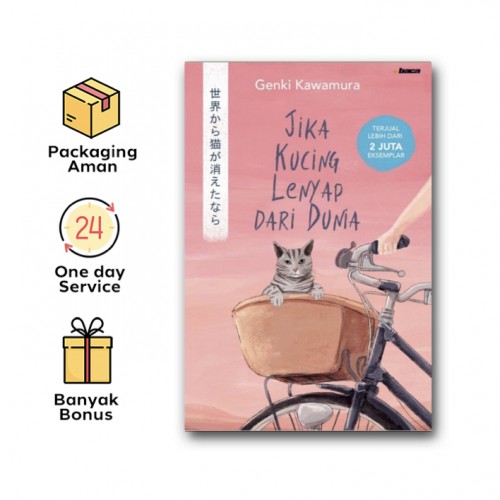 Packaging
Aman
24
One day
Service
Banyak
Bonus
Genki Kawamura
世界から猫が消えたなら
JIKA
KUCING
LENYAP
DARI DUNIA
TERJUAL
LEBIH DARI
2 JUTA
EKSEMPLAR